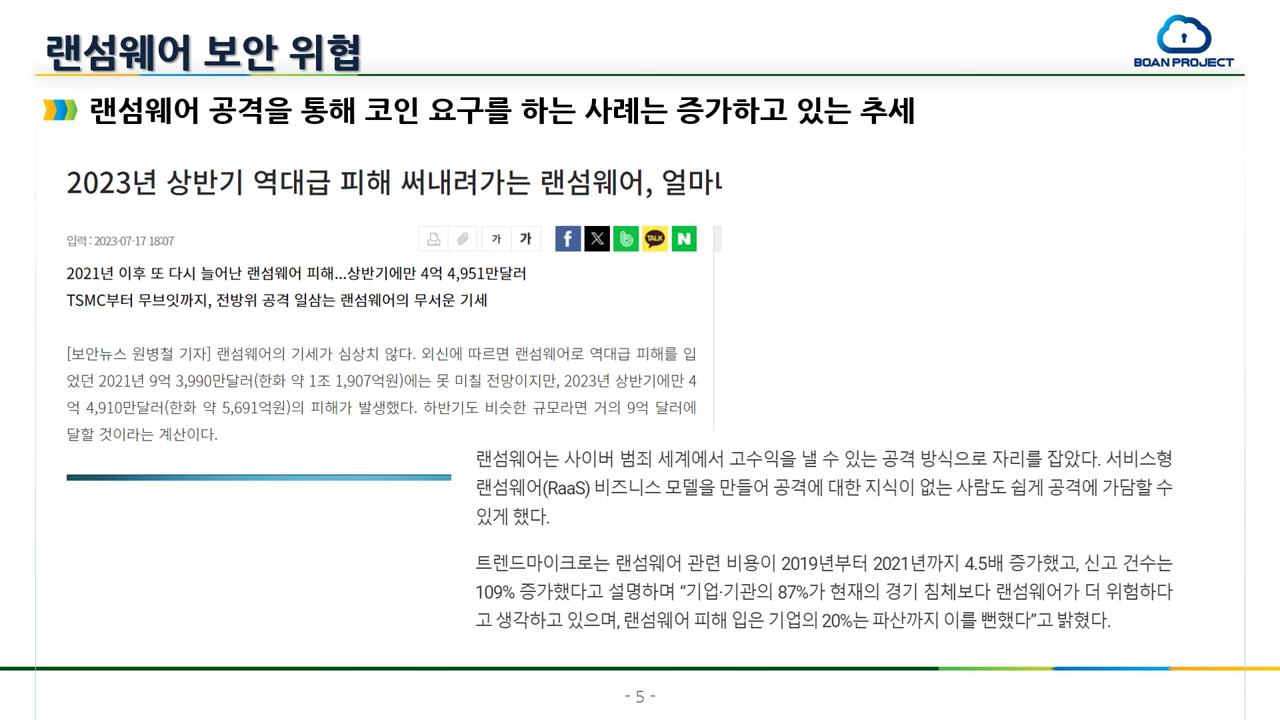 랜섬웨어 보안 위협
BOAN PROJECT
랜섬웨어 공격을 통해 코인 요구를 하는 사례는 증가하고 있는 추세
2023년 상반기 역대급 피해 써내려가는 랜섬웨어, 얼마
입력 : 2023-07-17 18:07
가 가 f X b TALK N
2021년 이후 또 다시 늘어난 랜섬웨어 피해...상반기에만 4억 4,951만달러
TSMC부터 무브잇까지, 전방위 공격 일삼는 랜섬웨어의 무서운 기세
[보안뉴스 원병철 기자] 랜섬웨어의 기세가 심상치 않다. 외신에 따르면 랜섬웨어로 역대급 피해를 입
었던 2021년 9억 3,990만달러(한화 약 1조 1,907억원)에는 못 미칠 전망이지만, 2023년 상반기에만 4
억 4,910만달러(한화 약 5,691억원)의 피해가 발생했다. 하반기도 비슷한 규모라면 거의 9억 달러에
달할 것이라는 계산이다.
랜섬웨어는 사이버 범죄 세계에서 고수익을 낼 수 있는 공격 방식으로 자리를 잡았다. 서비스형
랜섬웨어(RaaS) 비즈니스 모델을 만들어 공격에 대한 지식이 없는 사람도 쉽게 공격에 가담할 수
있게 했다.
트렌드마이크로는 랜섬웨어 관련 비용이 2019년부터 2021년까지 4.5배 증가했고, 신고 건수는
109% 증가했다고 설명하며 “기업·기관의 87%가 현재의 경기 침체보다 랜섬웨어가 더 위험하다
고 생각하고 있으며, 랜섬웨어 피해 입은 기업의 20%는 파산까지 이를 뻔했다”고 밝혔다.
- 5 -